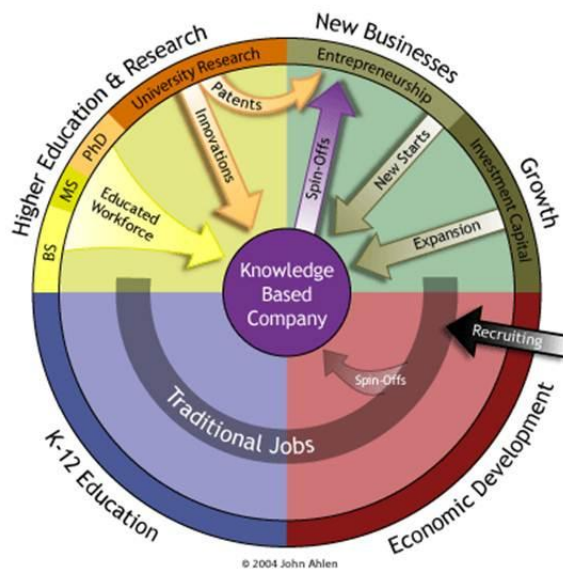 Higher Education & Research
New Businesses
Growth
University Research
Entrepreneurship
Investment Capital
PhD
MS
BS
Patents
Innovations
Educated
Workforce
Spin-Offs
New Starts
Expansion
Knowledge
Based
Company
Recruiting
Spin-Offs
Traditional Jobs
K-12 Education
Economic Development
© 2004 John Ahlen